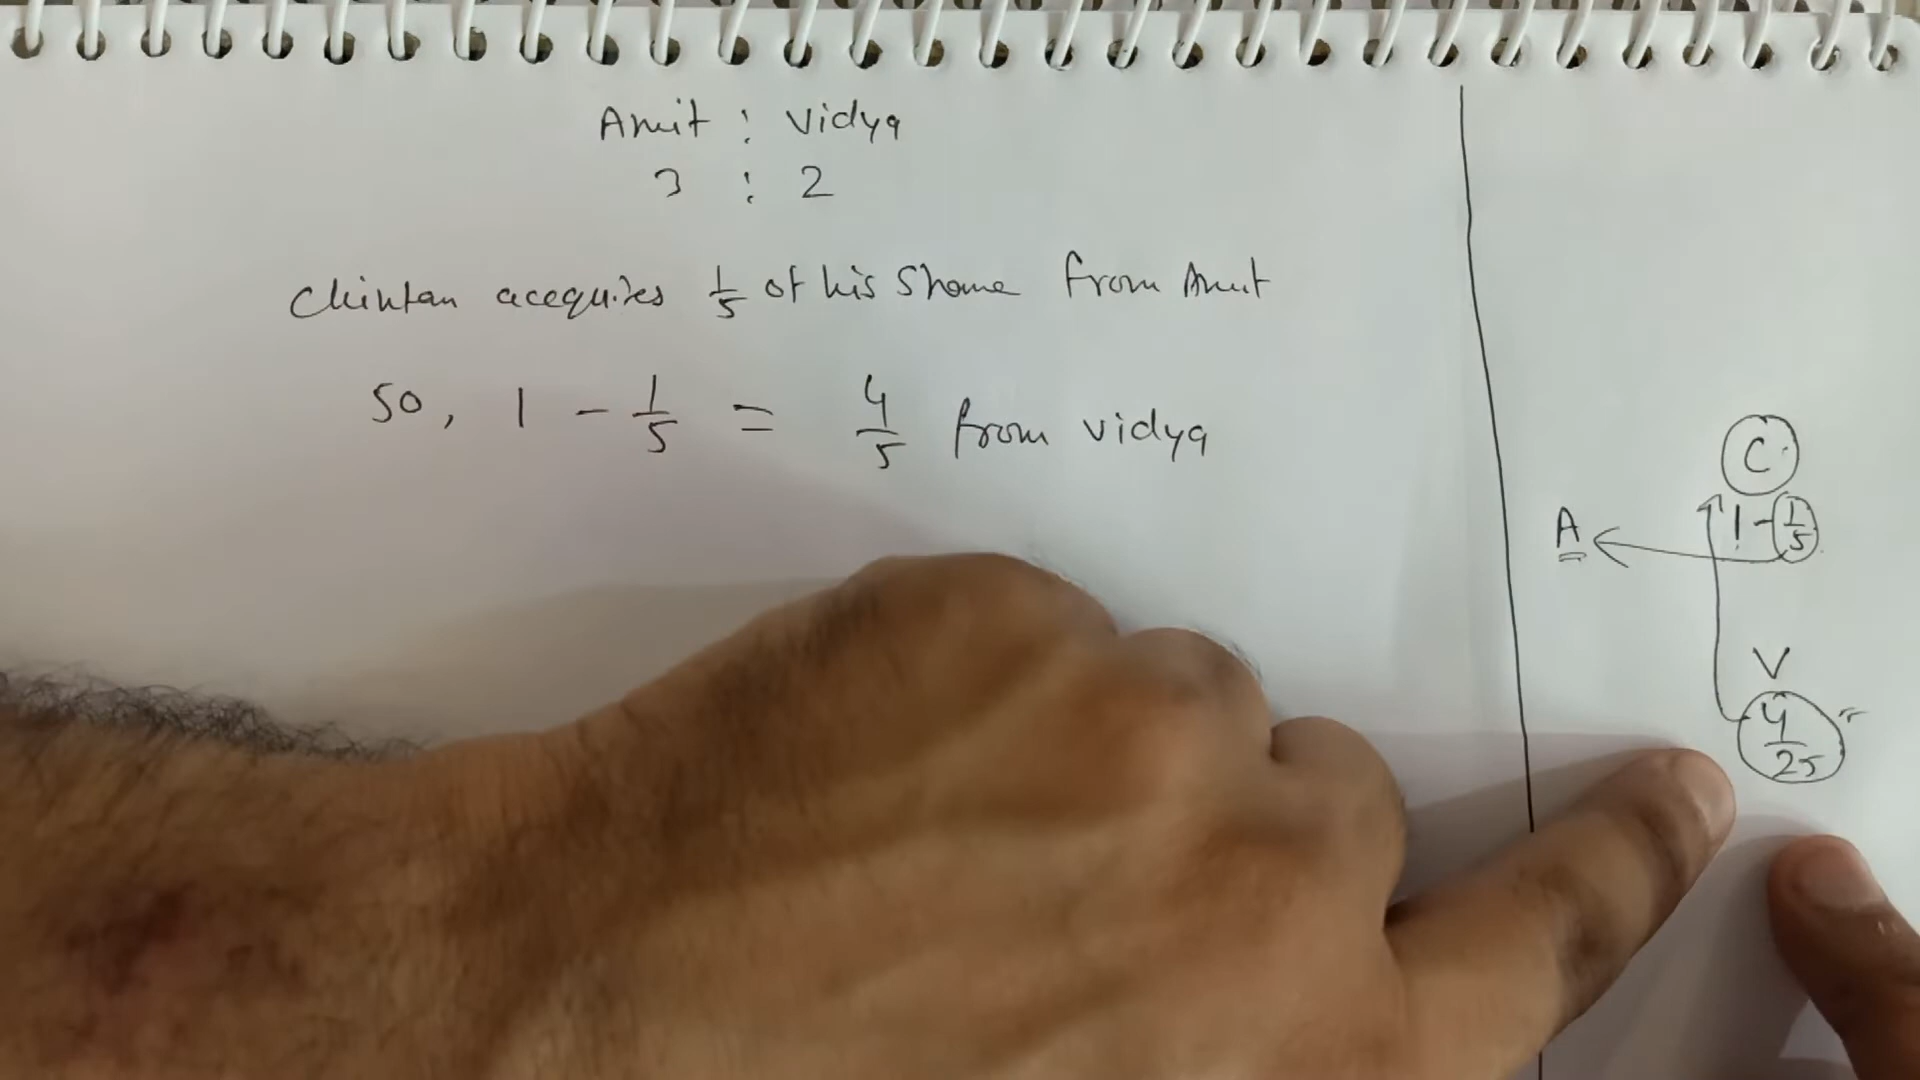 Amit : Vidya
3 : 2
Chintan acequires 1/5 of his Share from Amit
So, 1 - 1/5 = 4/5 from vidya
C
1 - 1/5
A
V
4/25